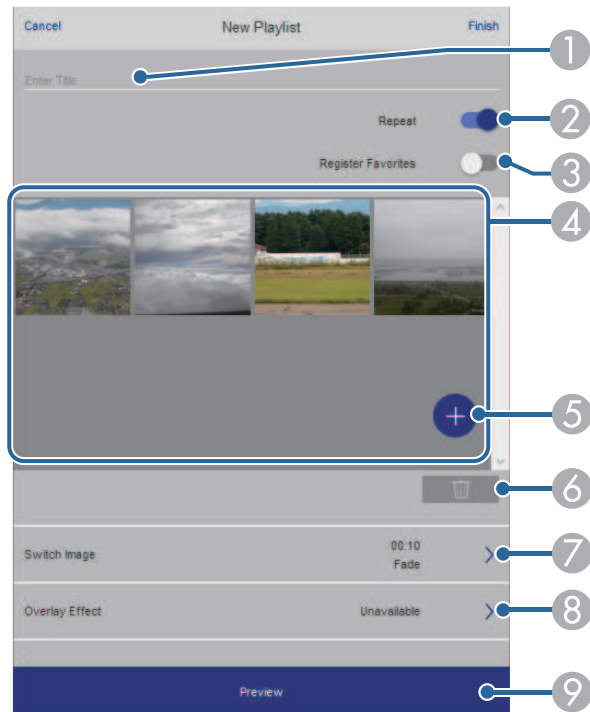 Cancel New Playlist Finish
Enter Title
1
Repeat
2
Register Favorites
3
4
5
6
Switch Image
00:10
Fade
7
Overlay Effect Unavailable
8
Preview
9